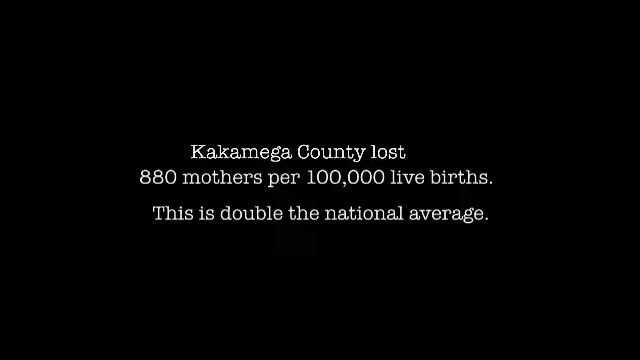 Kakamega County lost
880 mothers per 100,000 live births.
This is double the national average.